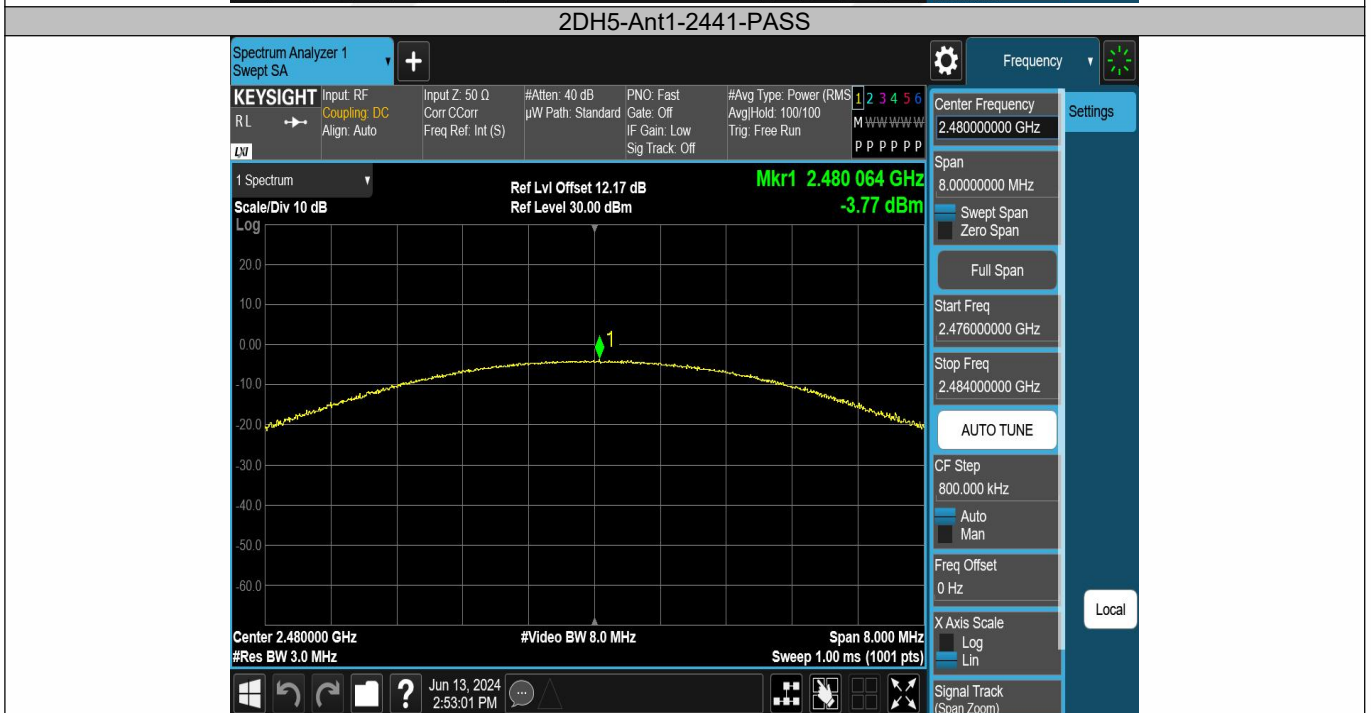 2DH5-Ant1-2441-PASS
Spectrum Analyzer 1
Swept SA
+
Frequency
KEYSIGHT
RL
LXI
Input: RF
Coupling: DC
Align: Auto
Input Z: 50 Ω
Corr CCorr
Freq Ref: Int (S)
#Atten: 40 dB
µW Path: Standard
PNO: Fast
Gate: Off
IF Gain: Low
Sig Track: Off
#Avg Type: Power (RMS
Avg|Hold: 100/100
Trig: Free Run
1 2 3 4 5 6
M W W W W W
P P P P P P
Center Frequency
2.480000000 GHz
Settings
Span
8.00000000 MHz
Swept Span
Zero Span
Full Span
Start Freq
2.476000000 GHz
Stop Freq
2.484000000 GHz
AUTO TUNE
CF Step
800.000 kHz
Auto
Man
Freq Offset
0 Hz
X Axis Scale
Log
Lin
Signal Track
(Span Zoom)
Local
1 Spectrum
Scale/Div 10 dB
Log
Ref Lvl Offset 12.17 dB
Ref Level 30.00 dBm
Mkr1 2.480 064 GHz
-3.77 dBm
20.0
10.0
0.00
-10.0
-20.0
-30.0
-40.0
-50.0
-60.0
1
Center 2.480000 GHz
#Res BW 3.0 MHz
#Video BW 8.0 MHz
Span 8.000 MHz
Sweep 1.00 ms (1001 pts)
?
Jun 13, 2024
2:53:01 PM